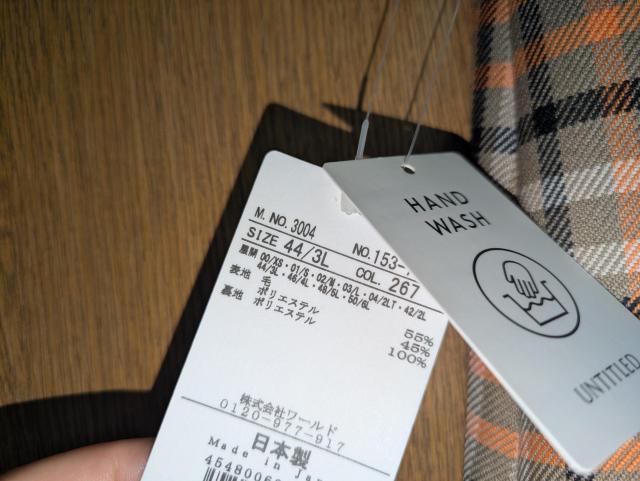 M. NO. 3004
NO.153-
SIZE 44/3L COL. 267
展開 00/XS・01/S・02/M・03/L・04/2LT・42/2L
44/3L・46/4L・48/5L・50/6L
表地 毛 55%
ポリエステル 45%
裏地 ポリエステル 100%
株式会社ワールド
0120-977-917
日本製
Made in Ja
4548006
HAND
WASH
UNTITLED